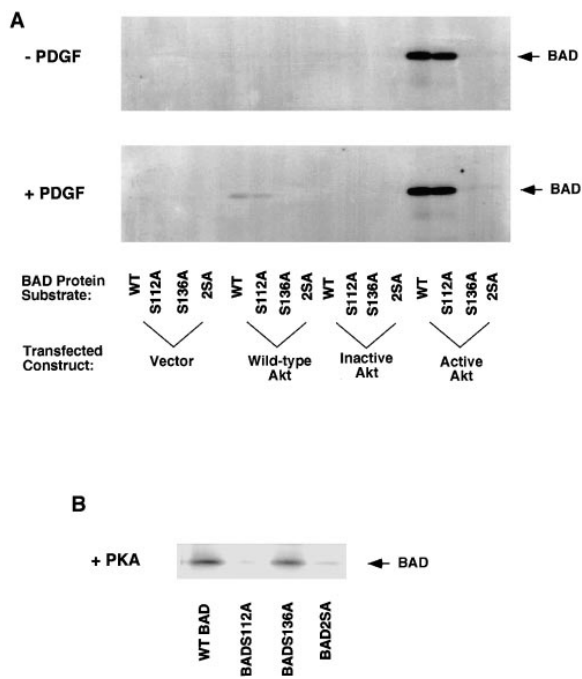 A
- PDGF
BAD
+ PDGF
BAD
BAD Protein
Substrate:
WT S112A S136A 2SA WT S112A S136A 2SA WT S112A S136A 2SA WT S112A S136A 2SA
Transfected
Construct:
Vector
Wild-type
Akt
Inactive
Akt
Active
Akt
B
+ PKA
BAD
WT BAD
BADS112A
BADS136A
BAD2SA